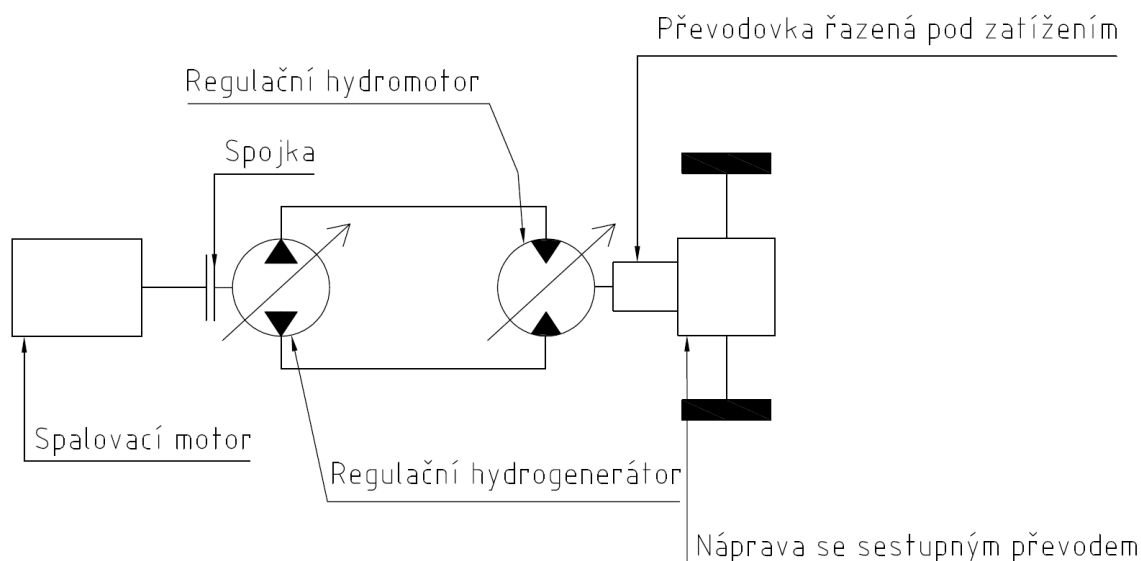 Převodovka řazená pod zatížením
Regulační hydromotor
Spojka
Spalovací motor
Regulační hydrogenerátor
Náprava se sestupným převodem